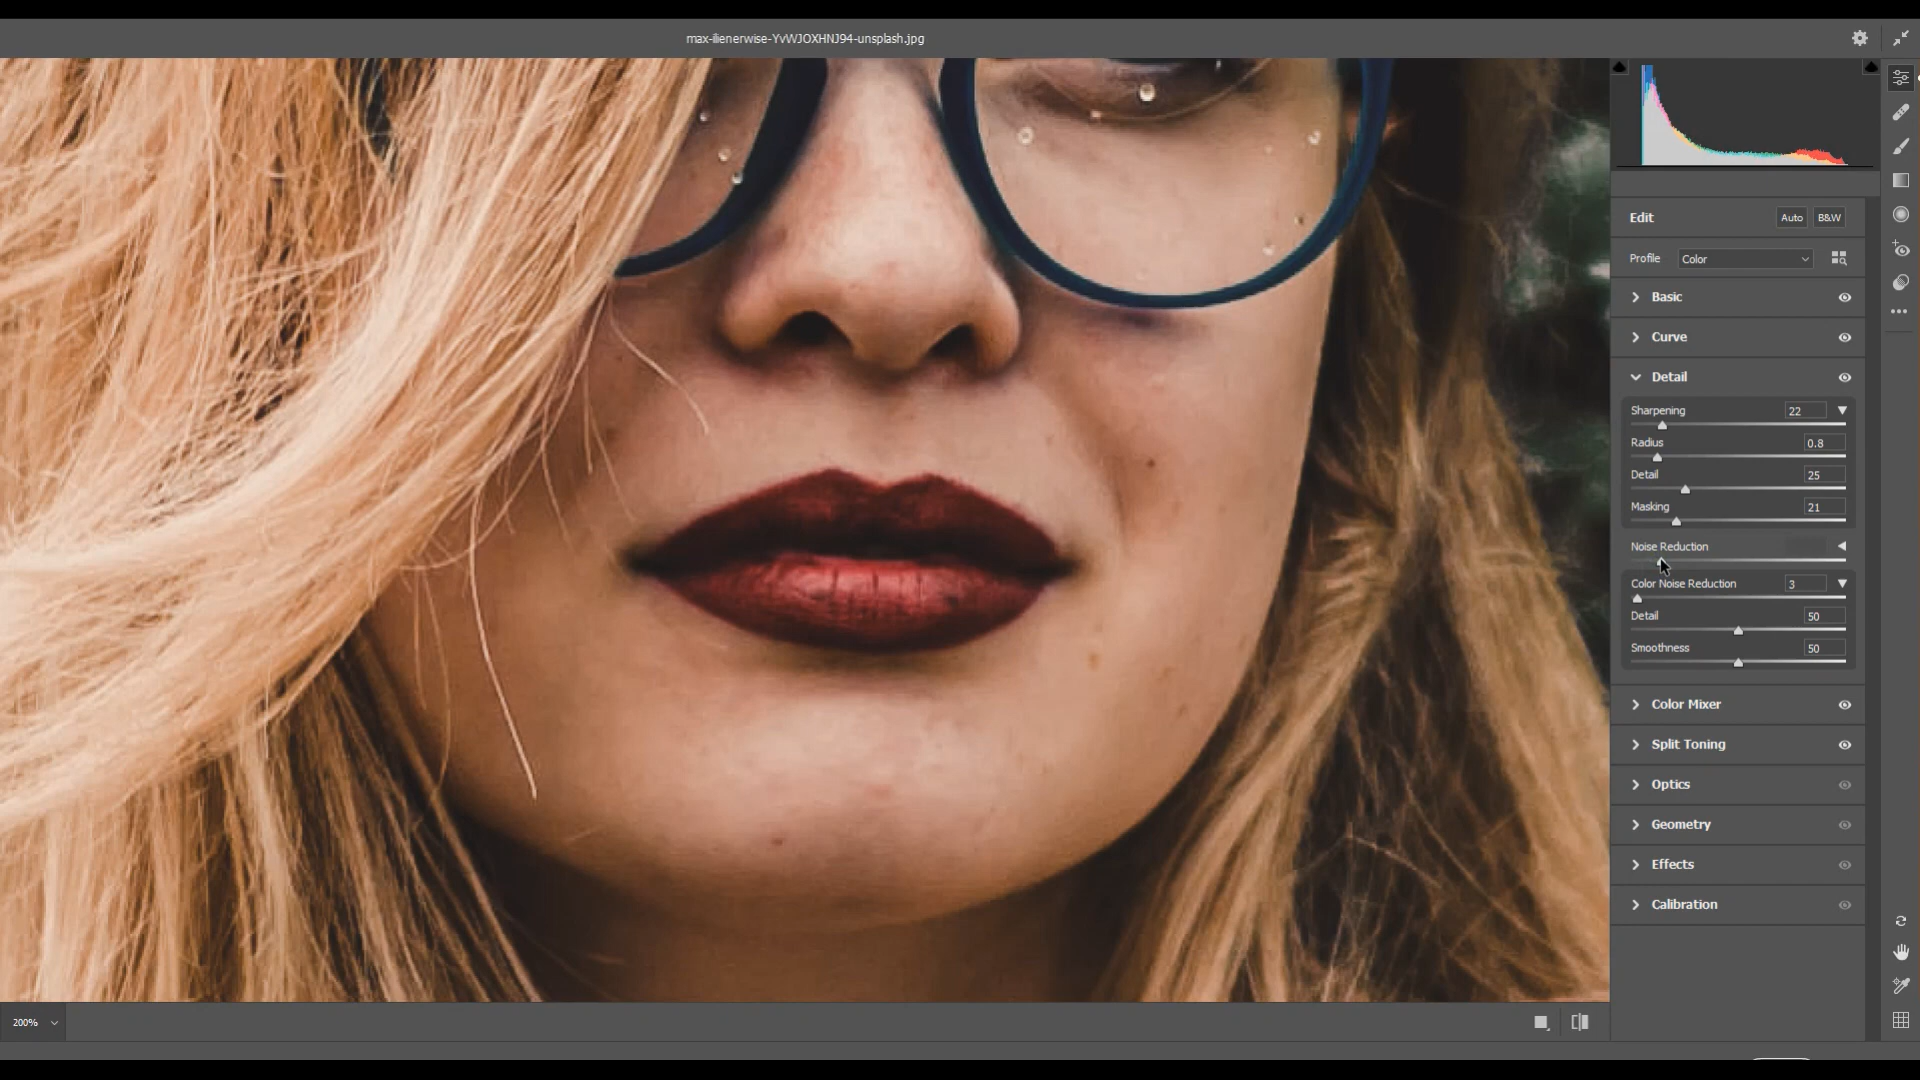 max-ilienerwise-YvWJOXHNJ94-unsplash.jpg
Edit Auto B&W
Profile Color
Basic
Curve
Detail
Sharpening 22
Radius 0.8
Detail 25
Masking 21
Noise Reduction
Color Noise Reduction 3
Detail 50
Smoothness 50
Color Mixer
Split Toning
Optics
Geometry
Effects
Calibration
200%